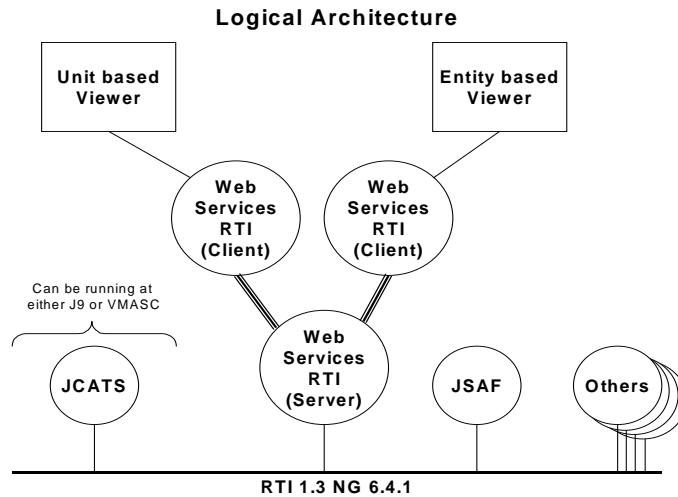 Logical Architecture
Unit based
Viewer
Entity based
Viewer
Web
Services
RTI
(Client)
Web
Services
RTI
(Client)
Can be running at
either J9 or VMASC
JCATS
Web
Services
RTI
(Server)
JSAF
Others
RTI 1.3 NG 6.4.1